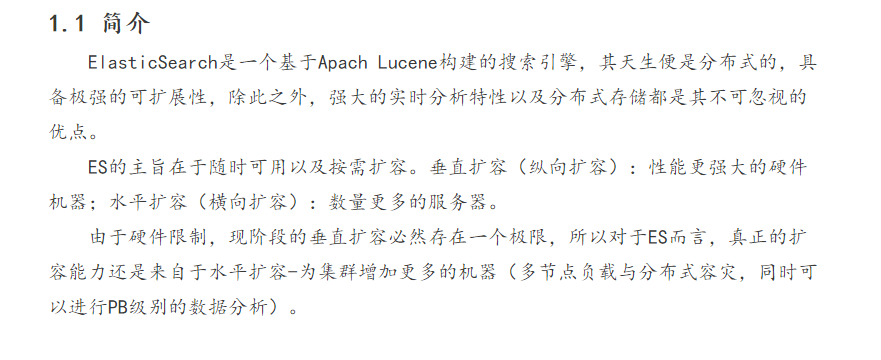 1.1 简介
ElasticSearch是一个基于Apach Lucene构建的搜索引擎，其天生便是分布式的，具
备极强的可扩展性，除此之外，强大的实时分析特性以及分布式存储都是其不可忽视的
优点。
ES的主旨在于随时可用以及按需扩容。垂直扩容（纵向扩容）：性能更强大的硬件
机器；水平扩容（横向扩容）：数量更多的服务器。
由于硬件限制，现阶段的垂直扩容必然存在一个极限，所以对于ES而言，真正的扩
容能力还是来自于水平扩容-为集群增加更多的机器（多节点负载与分布式容灾，同时可
以进行PB级别的数据分析）。